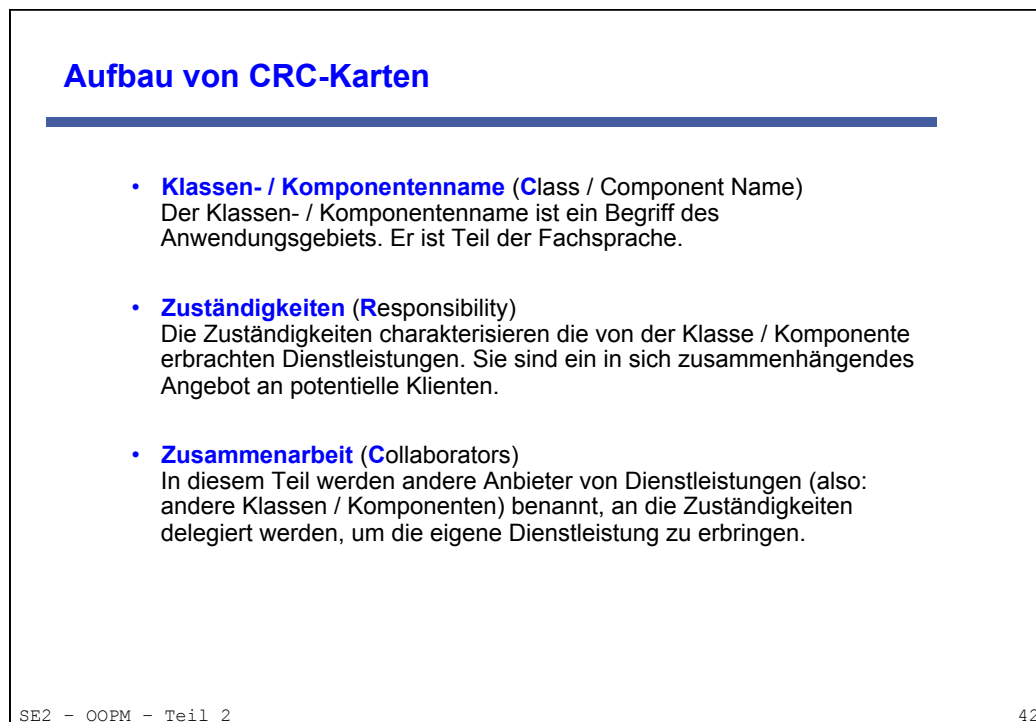 Aufbau von CRC-Karten
• Klassen- / Komponentenname (Class / Component Name)
Der Klassen- / Komponentenname ist ein Begriff des
Anwendungsgebiets. Er ist Teil der Fachsprache.
• Zuständigkeiten (Responsibility)
Die Zuständigkeiten charakterisieren die von der Klasse / Komponente
erbrachten Dienstleistungen. Sie sind ein in sich zusammenhängendes
Angebot an potentielle Klienten.
• Zusammenarbeit (Collaborators)
In diesem Teil werden andere Anbieter von Dienstleistungen (also:
andere Klassen / Komponenten) benannt, an die Zuständigkeiten
delegiert werden, um die eigene Dienstleistung zu erbringen.
SE2 – OOPM – Teil 2
42